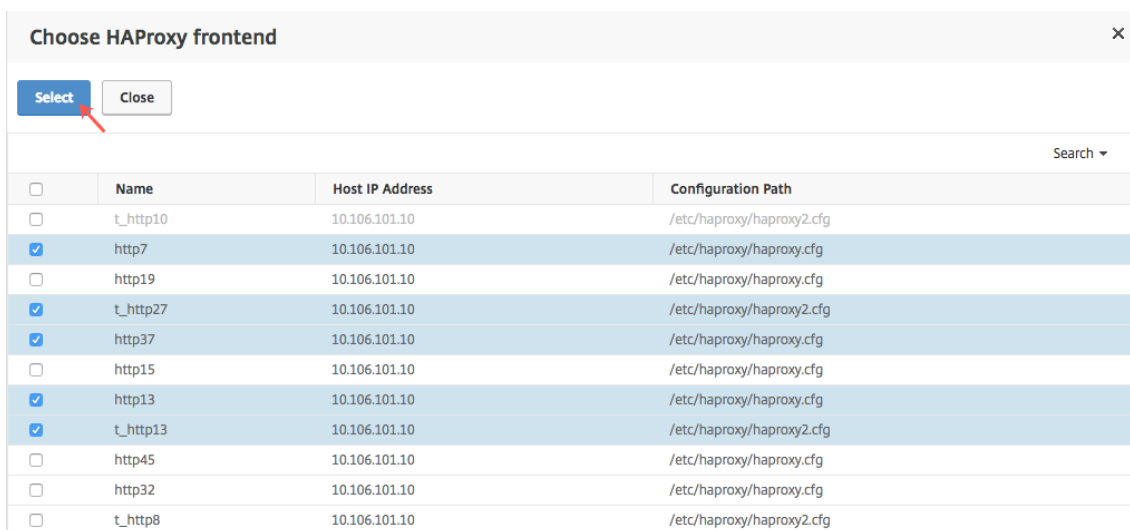 Choose HAProxy frontend
Select Close
Search
Name Host IP Address Configuration Path
t_http10 10.106.101.10 /etc/haproxy/haproxy2.cfg
http7 10.106.101.10 /etc/haproxy/haproxy.cfg
http19 10.106.101.10 /etc/haproxy/haproxy.cfg
t_http27 10.106.101.10 /etc/haproxy/haproxy2.cfg
http37 10.106.101.10 /etc/haproxy/haproxy.cfg
http15 10.106.101.10 /etc/haproxy/haproxy.cfg
http13 10.106.101.10 /etc/haproxy/haproxy.cfg
t_http13 10.106.101.10 /etc/haproxy/haproxy2.cfg
http45 10.106.101.10 /etc/haproxy/haproxy.cfg
http32 10.106.101.10 /etc/haproxy/haproxy.cfg
t_http8 10.106.101.10 /etc/haproxy/haproxy2.cfg